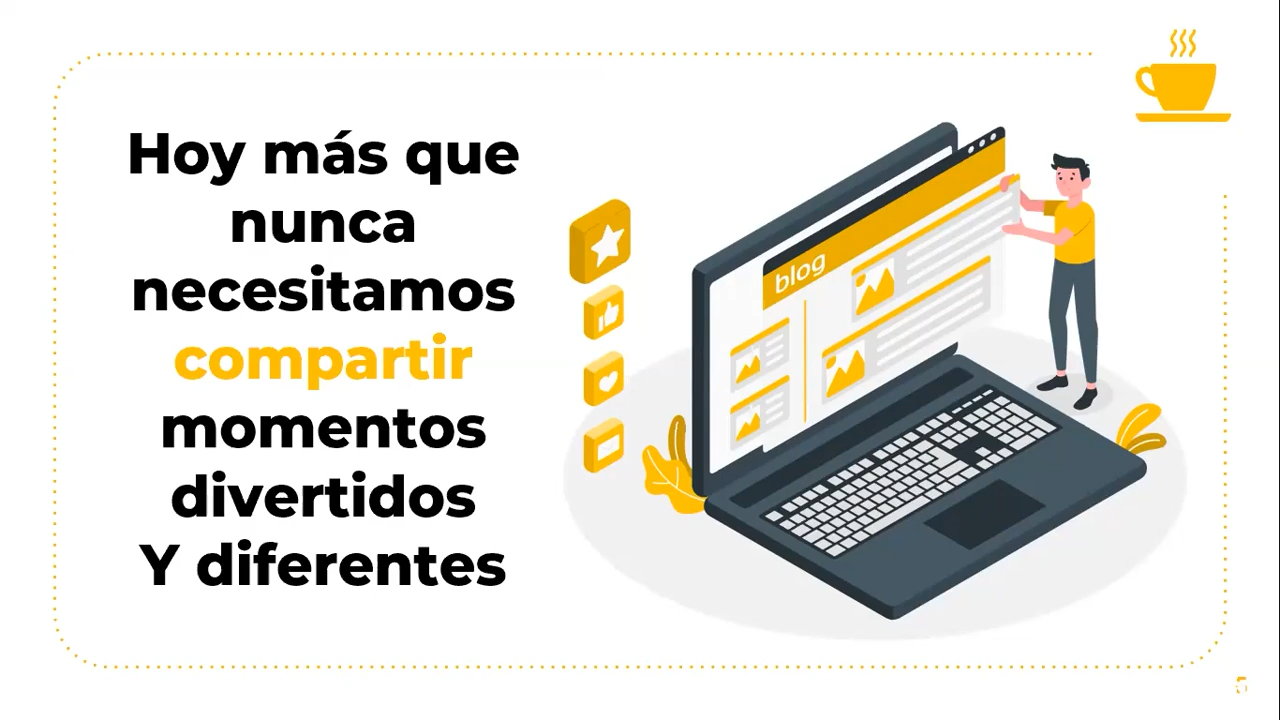 Hoy más que
nunca
necesitamos
compartir
momentos
divertidos
Y diferentes
blog